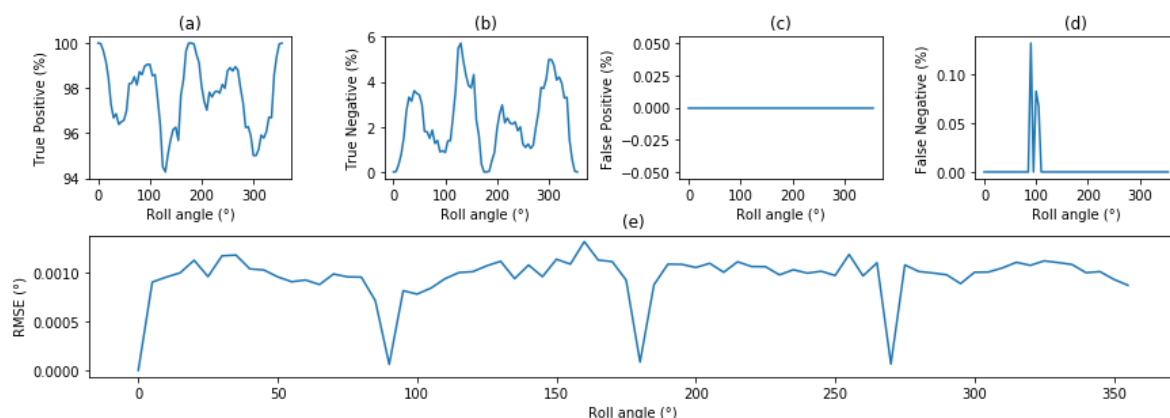 (a)
True Positive (%)
100
98
96
94
0
100
200
300
Roll angle (°)
(b)
True Negative (%)
6
4
2
0
0
100
200
300
Roll angle (°)
(c)
False Positive (%)
0.050
0.025
0.000
−0.025
−0.050
0
100
200
300
Roll angle (°)
(d)
False Negative (%)
0.10
0.05
0.00
0
100
200
300
Roll angle (°)
(e)
RMSE (°)
0.0010
0.0005
0.0000
0
50
100
150
200
250
300
350
Roll angle (°)